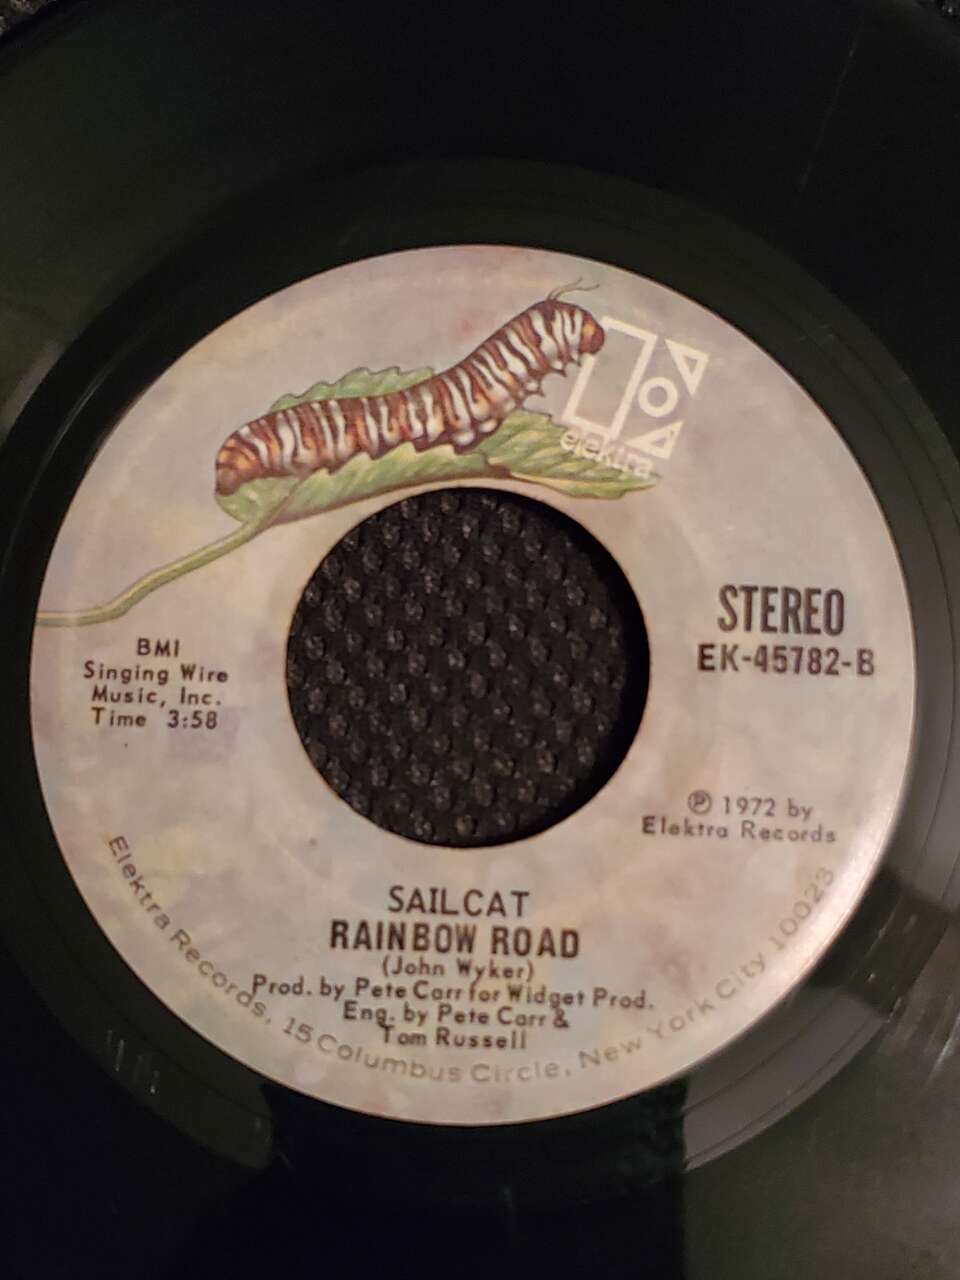 elektra
STEREO
EK-45782-B
BMI
Singing Wire
Music, Inc.
Time 3:58
℗ 1972 by
Elektra Records
SAILCAT
RAINBOW ROAD
(John Wyker)
Prod. by Pete Carr for Widget Prod.
Eng. by Pete Carr &
Tom Russell
Elektra Records, 15 Columbus Circle, New York City 10023